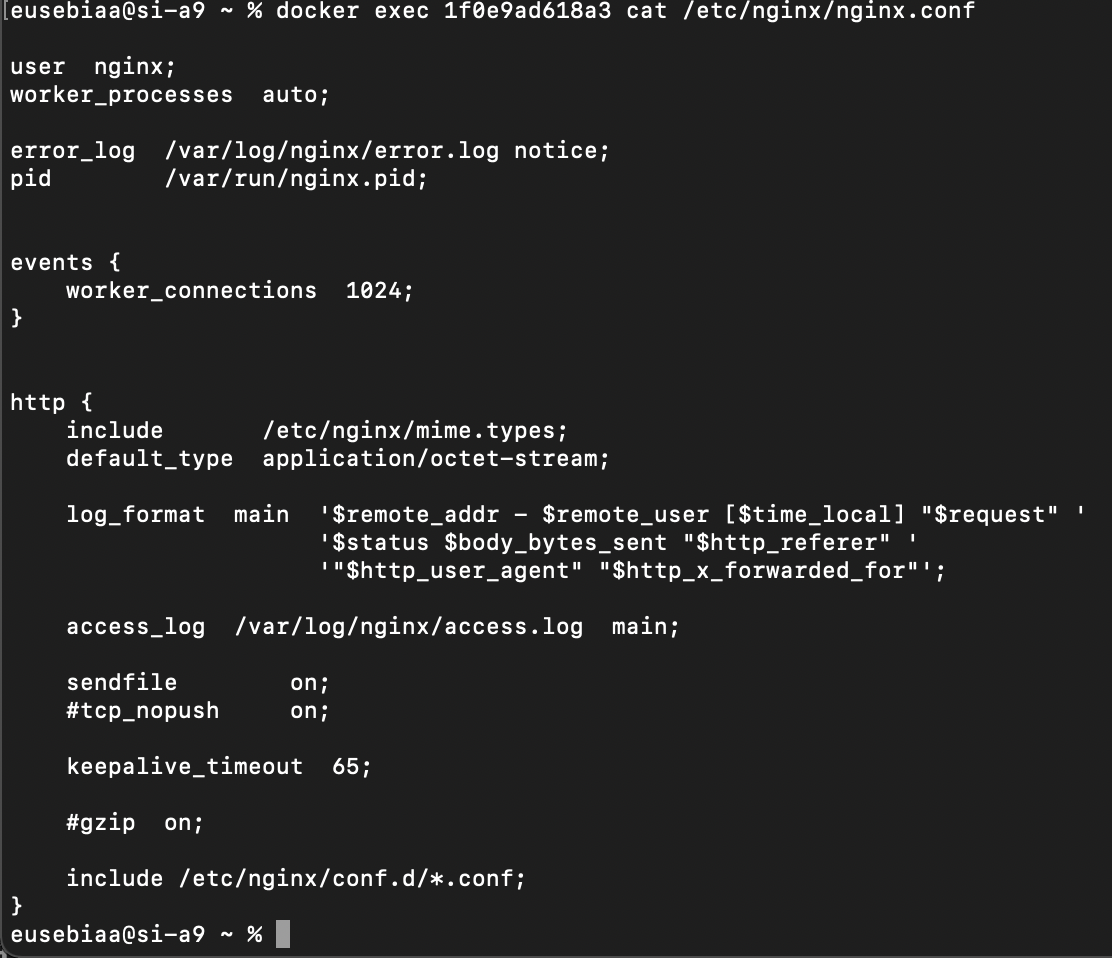 [eusebiaa@si-a9 ~ % docker exec 1f0e9ad618a3 cat /etc/nginx/nginx.conf

user  nginx;
worker_processes  auto;

error_log  /var/log/nginx/error.log notice;
pid        /var/run/nginx.pid;


events {
    worker_connections  1024;
}


http {
    include       /etc/nginx/mime.types;
    default_type  application/octet-stream;

    log_format  main  '$remote_addr - $remote_user [$time_local] "$request" '
                      '$status $body_bytes_sent "$http_referer" '
                      '"$http_user_agent" "$http_x_forwarded_for"';

    access_log  /var/log/nginx/access.log  main;

    sendfile        on;
    #tcp_nopush     on;

    keepalive_timeout  65;

    #gzip  on;

    include /etc/nginx/conf.d/*.conf;
}
eusebiaa@si-a9 ~ %